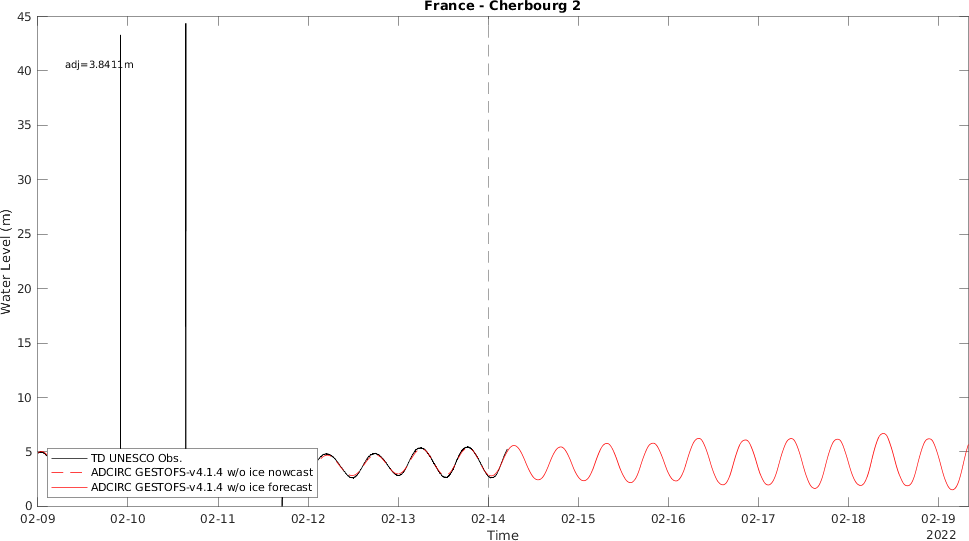 France - Cherbourg 2
45
adj=3.8411m
40
35
30
25
20
15
10
5
0
Water Level (m)
TD UNESCO Obs.
ADCIRC GESTOFS-v4.1.4 w/o ice nowcast
ADCIRC GESTOFS-v4.1.4 w/o ice forecast
02-09 02-10 02-11 02-12 02-13 02-14 02-15 02-16 02-17 02-18 02-19
Time
2022